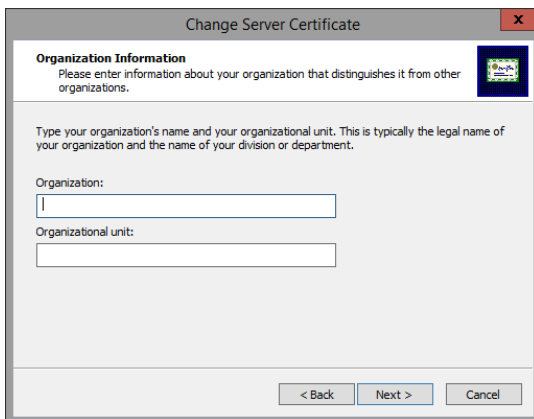 Change Server Certificate
x
Organization Information
Please enter information about your organization that distinguishes it from other
organizations.
Type your organization's name and your organizational unit. This is typically the legal name of
your organization and the name of your division or department.
Organization:
Organizational unit:
< Back Next > Cancel